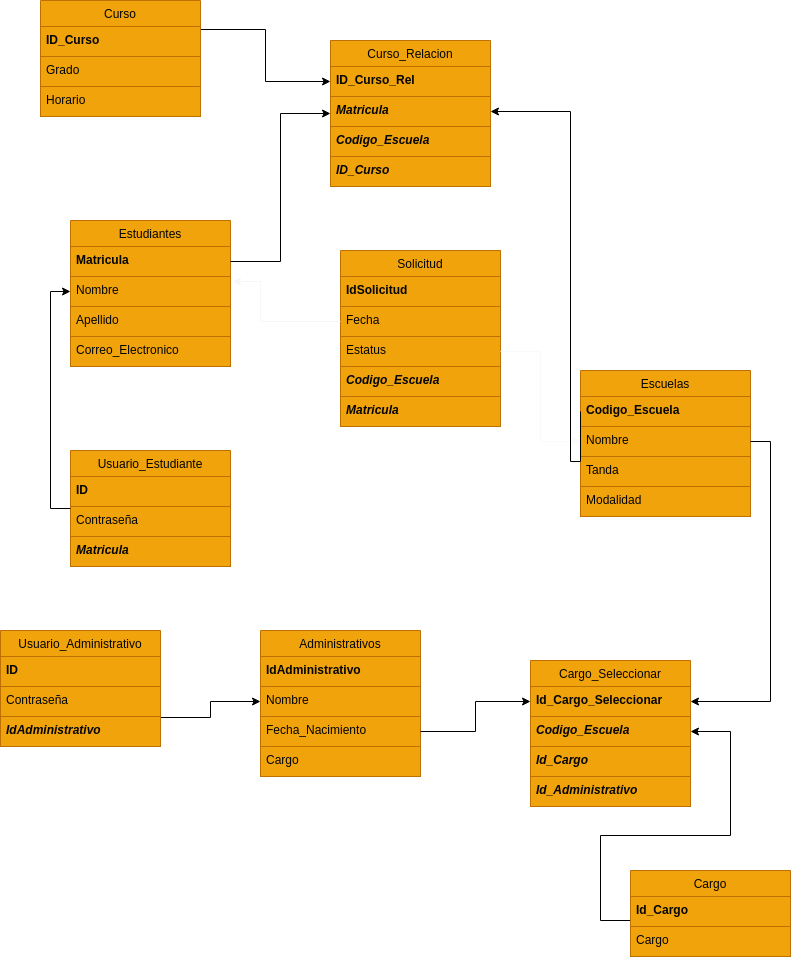 Curso
ID_Curso
Grado
Horario
Curso_Relacion
ID_Curso_Rel
Matricula
Codigo_Escuela
ID_Curso
Estudiantes
Matricula
Nombre
Apellido
Correo_Electronico
Solicitud
IdSolicitud
Fecha
Estatus
Codigo_Escuela
Matricula
Escuelas
Codigo_Escuela
Nombre
Tanda
Modalidad
Usuario_Estudiante
ID
Contraseña
Matricula
Usuario_Administrativo
ID
Contraseña
IdAdministrativo
Administrativos
IdAdministrativo
Nombre
Fecha_Nacimiento
Cargo
Cargo_Seleccionar
Id_Cargo_Seleccionar
Codigo_Escuela
Id_Cargo
Id_Administrativo
Cargo
Id_Cargo
Cargo